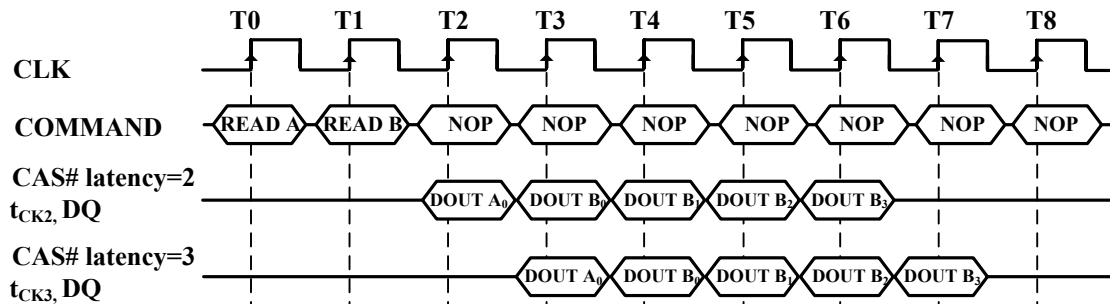 T0 T1 T2 T3 T4 T5 T6 T7 T8
CLK
COMMAND READ A READ B NOP NOP NOP NOP NOP NOP NOP
CAS# latency=2
t_CK2, DQ DOUT A₀ DOUT B₀ DOUT B₁ DOUT B₂ DOUT B₃
CAS# latency=3
t_CK3, DQ DOUT A₀ DOUT B₀ DOUT B₁ DOUT B₂ DOUT B₃